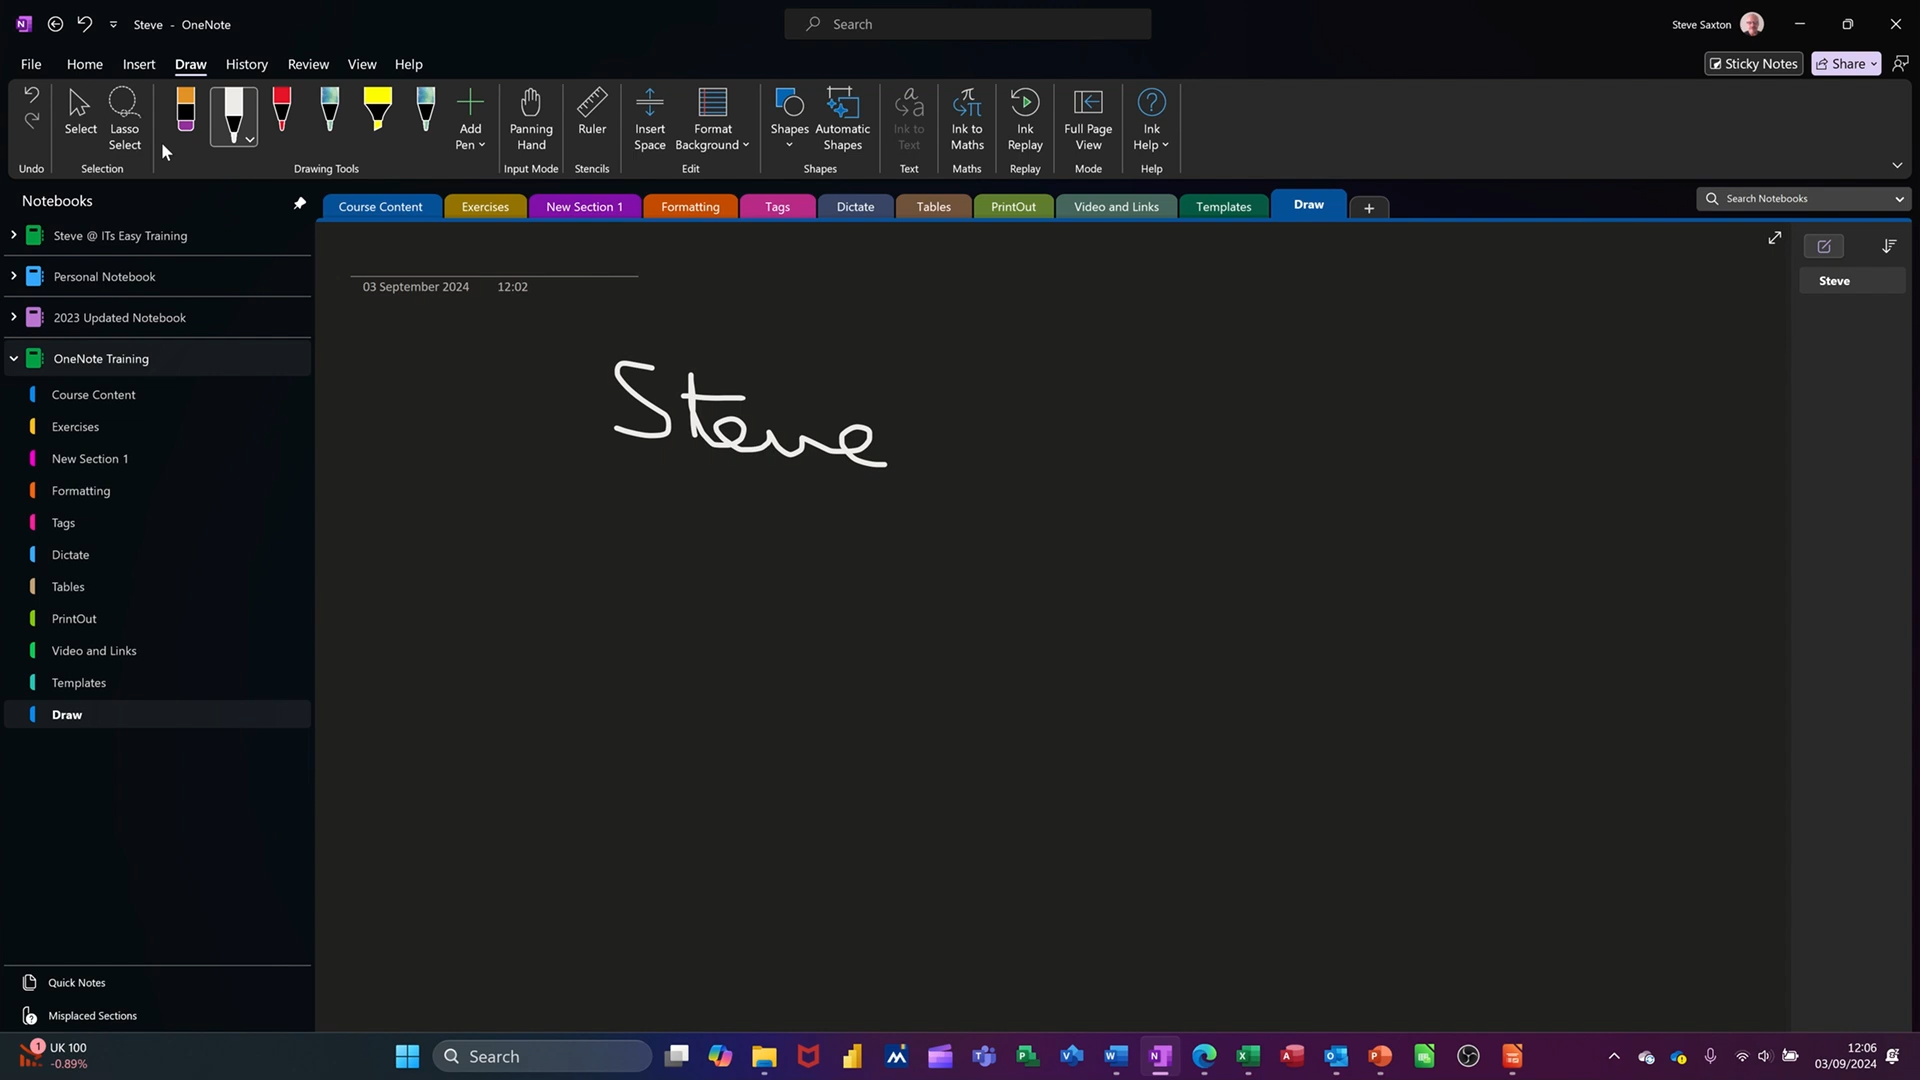 Steve - OneNote
Search
Steve Saxton
File Home Insert Draw History Review View Help
Sticky Notes
Share
Select
Lasso Select
Add Pen
Panning Hand
Ruler
Insert Space
Format Background
Shapes
Automatic Shapes
Ink to Text
Ink to Maths
Ink Replay
Full Page View
Ink Help
Undo Selection Drawing Tools Input Mode Stencils Edit Shapes Text Maths Replay Mode Help
Notebooks
Course Content Exercises New Section 1 Formatting Tags Dictate Tables PrintOut Video and Links Templates Draw
Search Notebooks
Steve @ ITs Easy Training
Personal Notebook
2023 Updated Notebook
OneNote Training
Course Content
Exercises
New Section 1
Formatting
Tags
Dictate
Tables
PrintOut
Video and Links
Templates
Draw
03 September 2024 12:02
Steve
Steve
Quick Notes
Misplaced Sections
1
UK 100
-0.89%
Search
12:06
03/09/2024